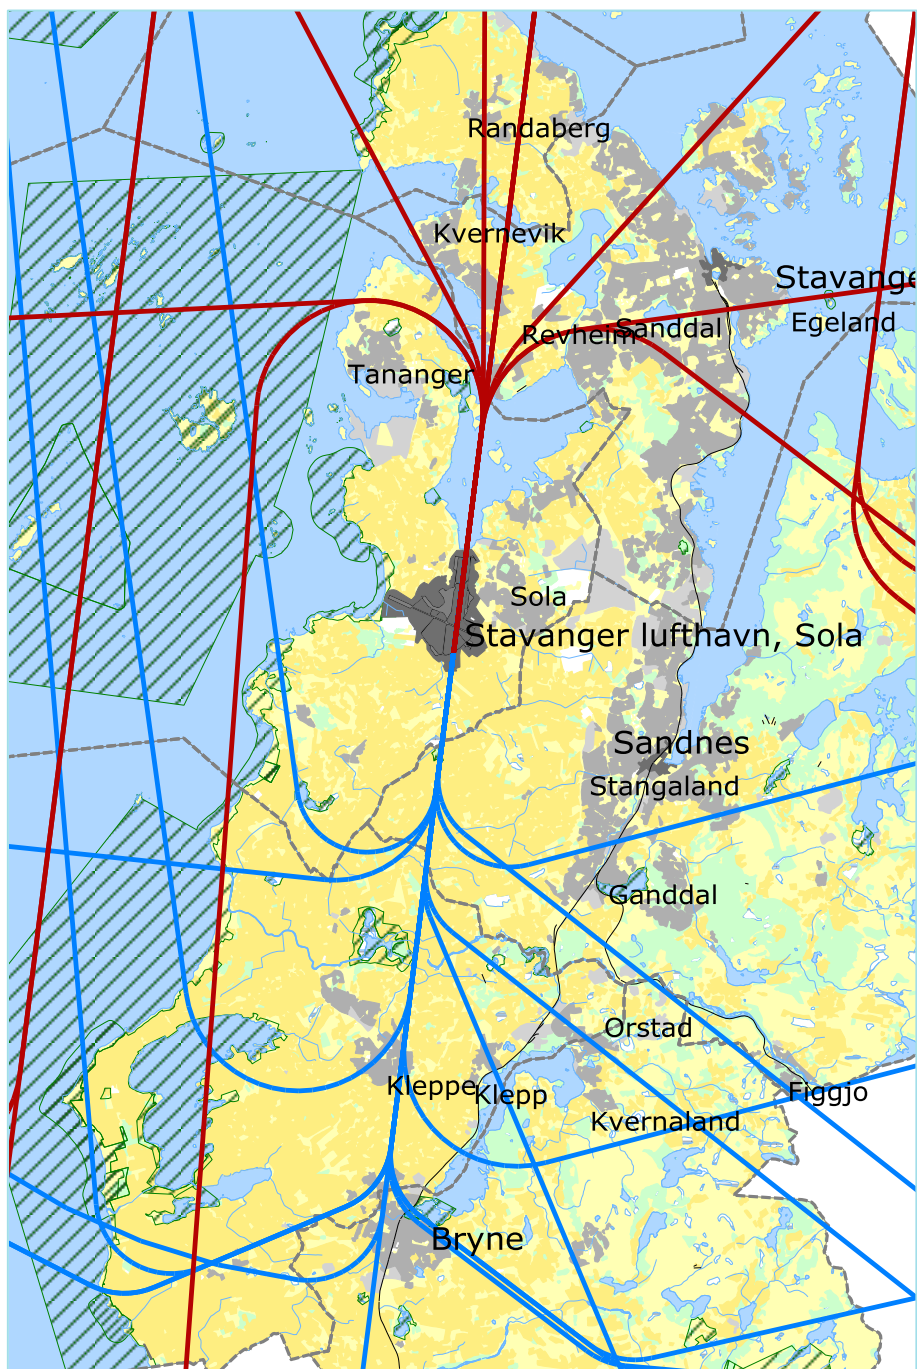 Randaberg
Kvernevik
Stavange
Egeland
Revheim
Sanddal
Tananger
Sola
Stavanger lufthavn, Sola
Sandnes
Stangaland
Ganddal
Orstad
Kleppe
Klepp
Figgjo
Kvernaland
Bryne